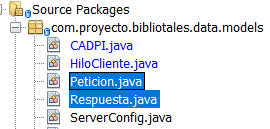 Source Packages
com.proyecto.bibliotales.data.models
CADPI.java
HiloCliente.java
Peticion.java
Respuesta.java
ServerConfig.java